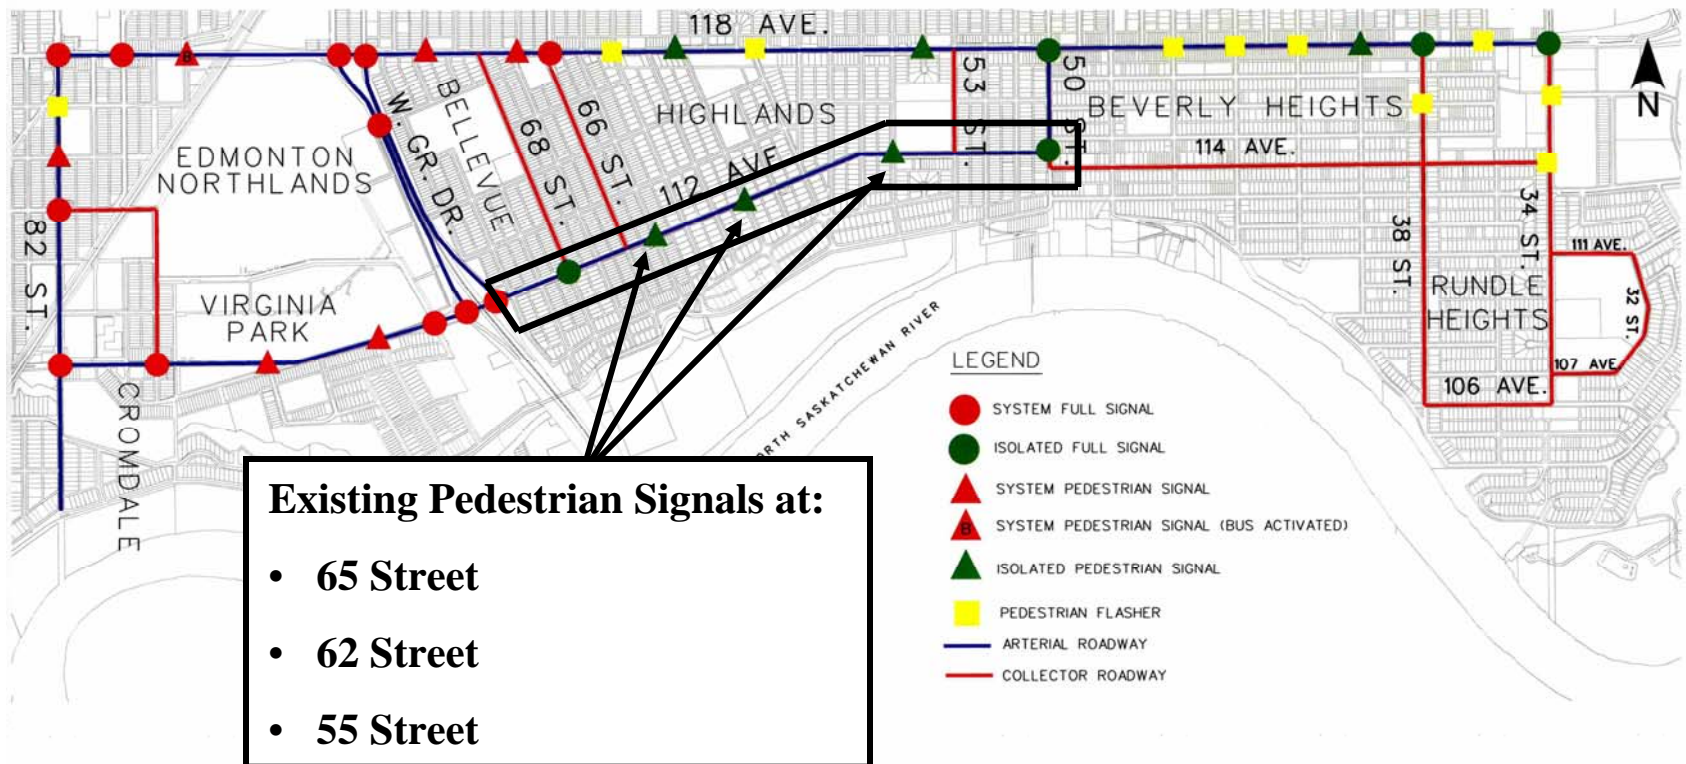 118 AVE.
53 ST.
50 ST.
W. GR. DR.
BELLEVUE
68 ST.
66 ST.
HIGHLANDS
BEVERLY HEIGHTS
N
B
EDMONTON
NORTHLANDS
112 AVE
114 AVE.
82 ST.
38 ST.
34 ST.
111 AVE.
32 ST.
107 AVE.
RUNDLE
HEIGHTS
106 AVE.
VIRGINIA
PARK
CROMDALE
SASKATCHEWAN RIVER
LEGEND
SYSTEM FULL SIGNAL
ISOLATED FULL SIGNAL
SYSTEM PEDESTRIAN SIGNAL
B SYSTEM PEDESTRIAN SIGNAL (BUS ACTIVATED)
ISOLATED PEDESTRIAN SIGNAL
PEDESTRIAN FLASHER
ARTERIAL ROADWAY
COLLECTOR ROADWAY
Existing Pedestrian Signals at:
• 65 Street
• 62 Street
• 55 Street